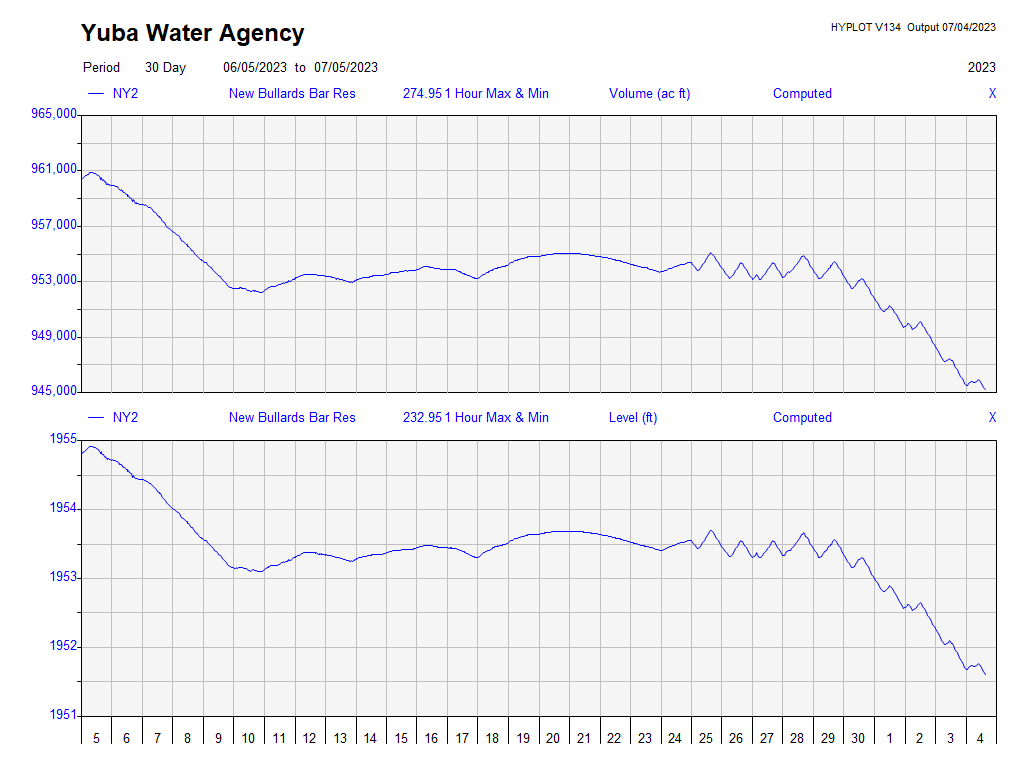 Yuba Water Agency
HYPLOT V134 Output 07/04/2023
Period 30 Day 06/05/2023 to 07/05/2023 2023
NY2 New Bullards Bar Res 274.95 1 Hour Max & Min Volume (ac ft) Computed X
965,000
961,000
957,000
953,000
949,000
945,000
NY2 New Bullards Bar Res 232.95 1 Hour Max & Min Level (ft) Computed X
1955
1954
1953
1952
1951
5 6 7 8 9 10 11 12 13 14 15 16 17 18 19 20 21 22 23 24 25 26 27 28 29 30 1 2 3 4